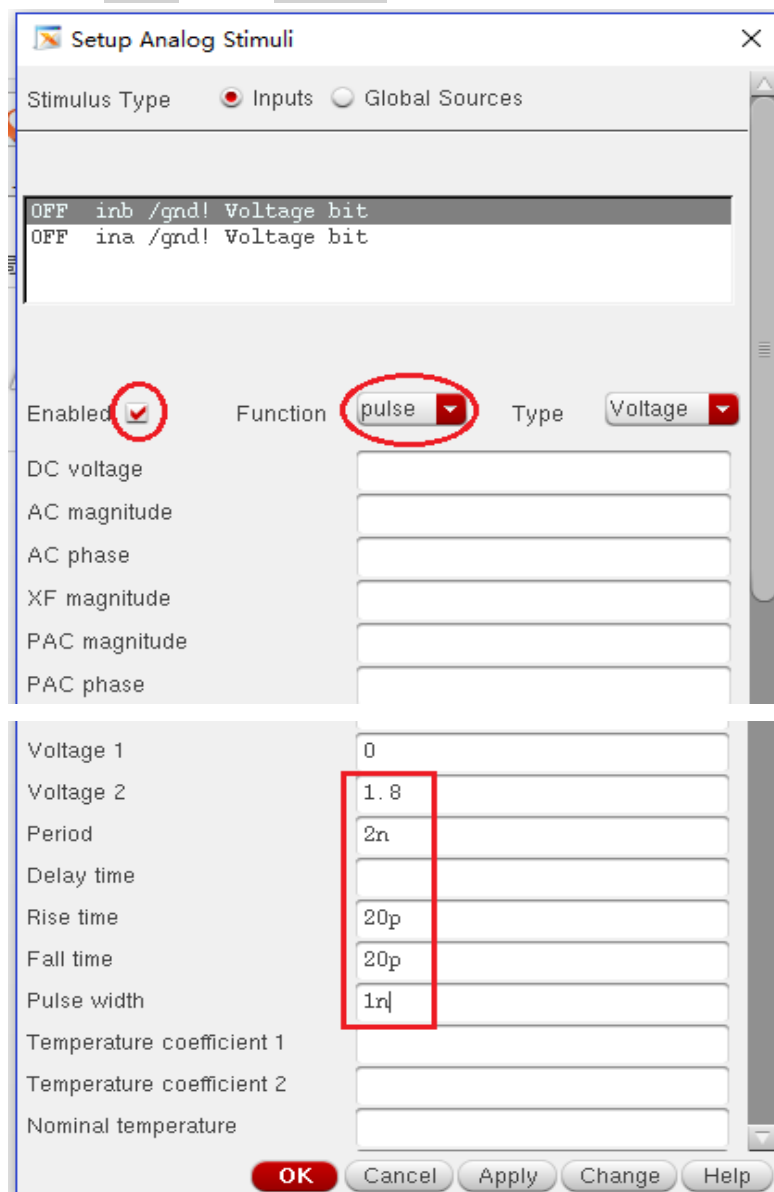 Setup Analog Stimuli
Stimulus Type Inputs Global Sources
OFF inb /gnd! Voltage bit
OFF ina /gnd! Voltage bit
Enabled Function pulse Type Voltage
DC voltage
AC magnitude
AC phase
XF magnitude
PAC magnitude
PAC phase
Voltage 1 0
Voltage 2 1.8
Period 2n
Delay time
Rise time 20p
Fall time 20p
Pulse width 1n
Temperature coefficient 1
Temperature coefficient 2
Nominal temperature
OK Cancel Apply Change Help